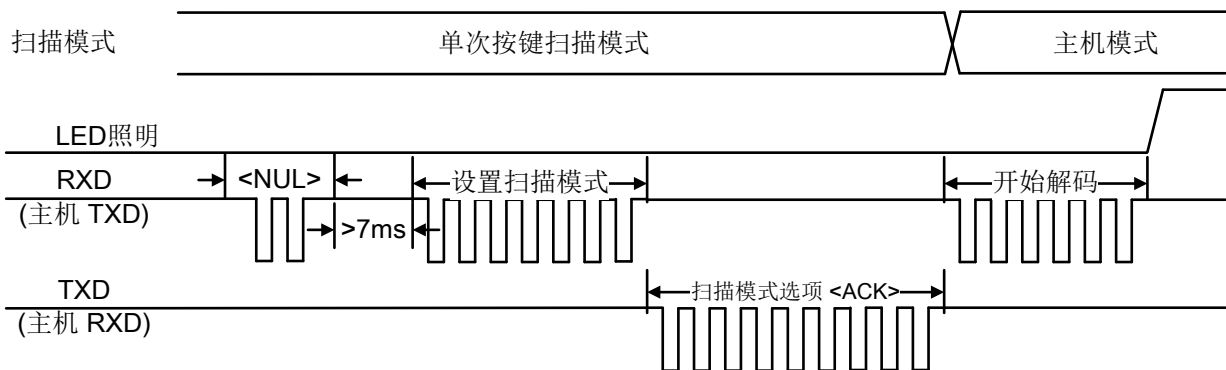 扫描模式 单次按键扫描模式 主机模式
LED照明
RXD <NUL> 设置扫描模式 开始解码
(主机 TXD) >7ms
TXD 扫描模式选项 <ACK>
(主机 RXD)